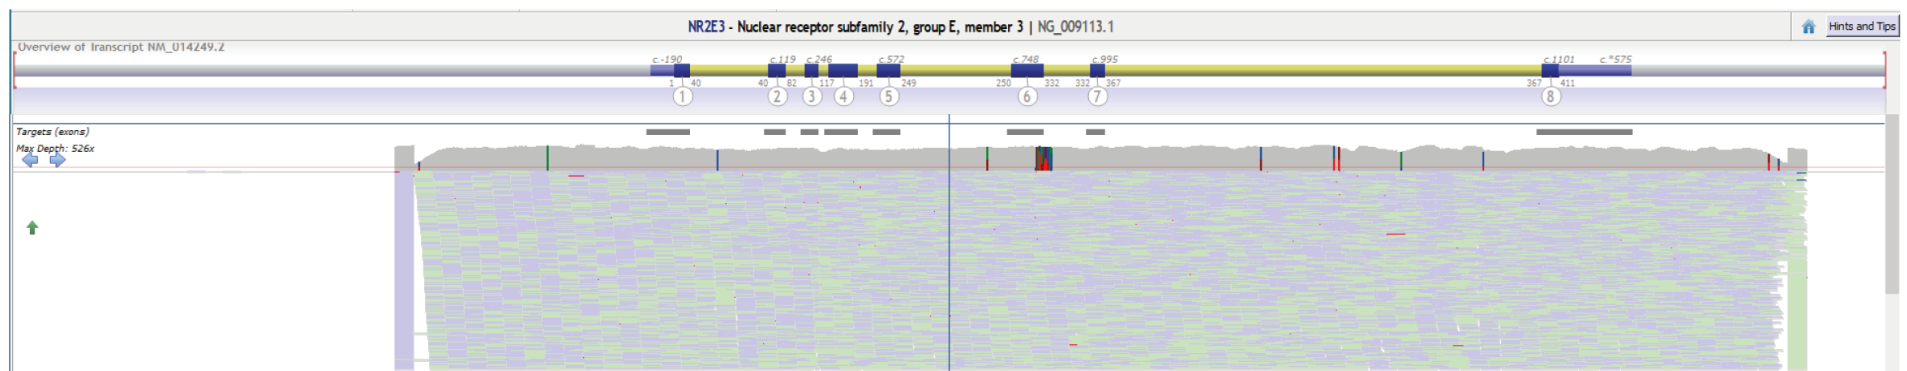 NR2E3 - Nuclear receptor subfamily 2, group E, member 3 | NG_009113.1
Hints and Tips
Overview of Transcript NM_014249.2
c.-190 c.119 c.246 c.572 c.748 c.995 c.1101 c.*575
1 40 40 82 117 191 249 250 332 332 367 367 411
1 2 3 4 5 6 7 8
Targets (exons)
Max Depth: 526x